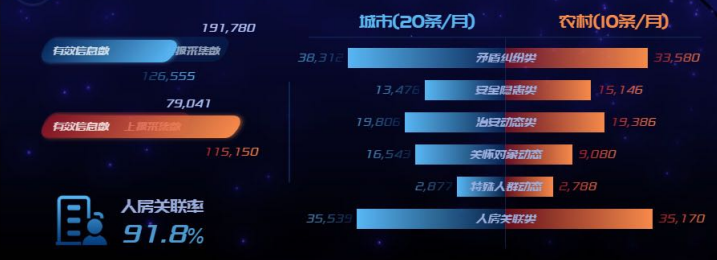 191,780
有效信息数 上报采集数
126,555
79,041
有效信息数 上报采集数
115,150
人房关联率
91.8%
城市(20条/月) 农村(10条/月)
38,312 矛盾纠纷类 33,580
13,476 安全隐患类 15,146
19,806 治安动态类 19,386
16,543 关怀对象动态 9,080
2,877 特殊人群动态 2,788
35,539 人房关联类 35,170